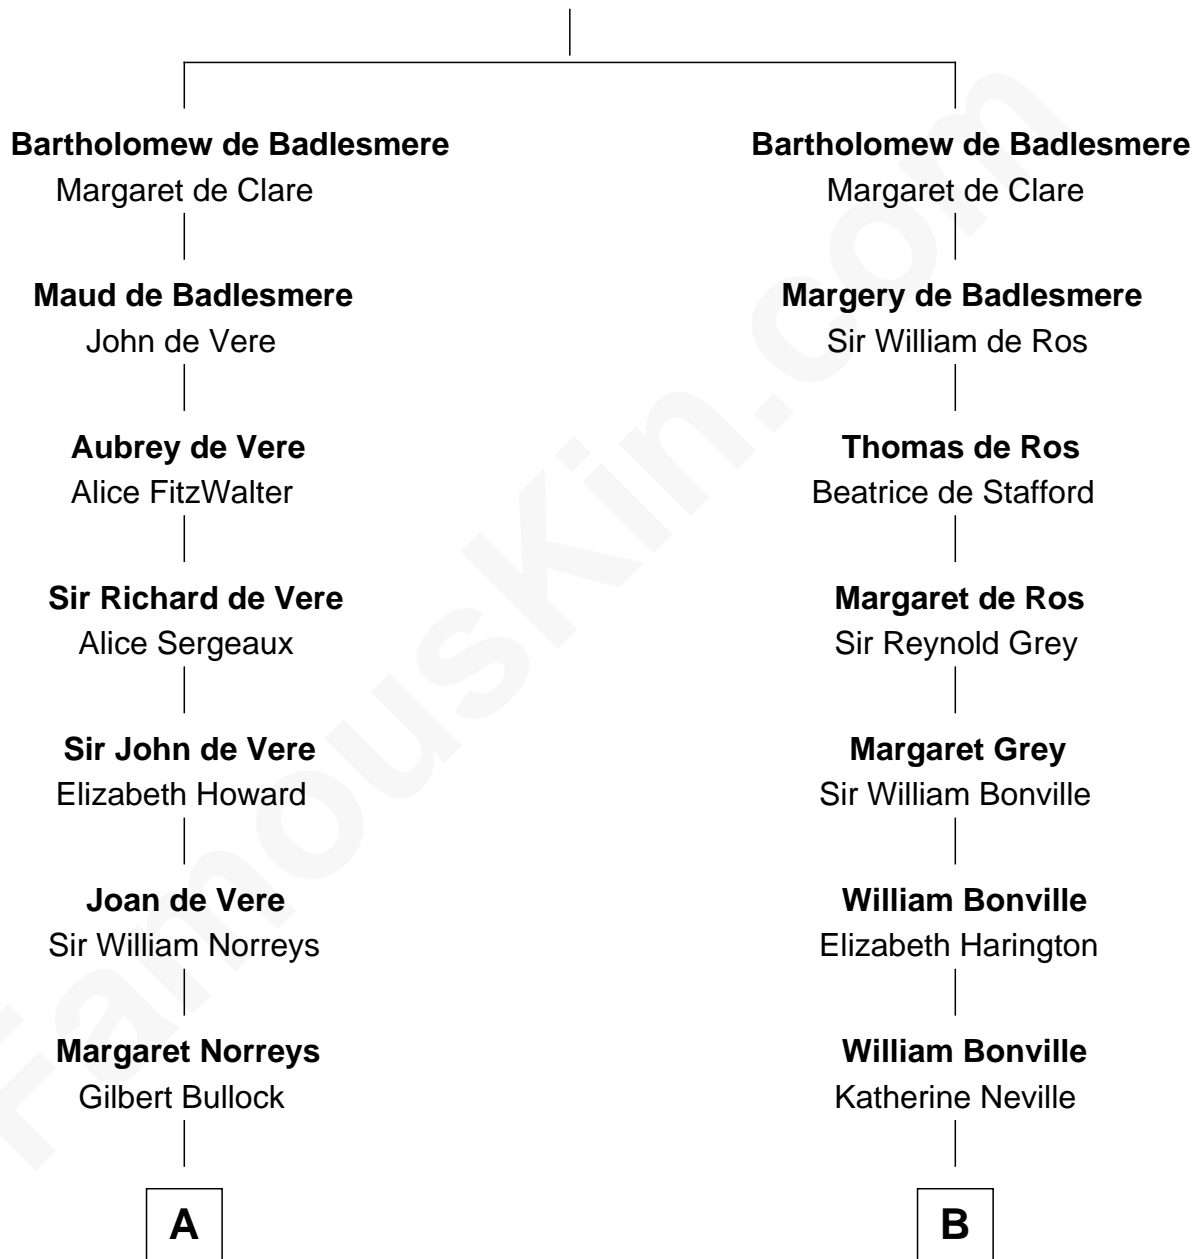 Bartholomew de Badlesmere
Margaret de Clare
Maud de Badlesmere
John de Vere
Aubrey de Vere
Alice FitzWalter
Sir Richard de Vere
Alice Sergeaux
Sir John de Vere
Elizabeth Howard
Joan de Vere
Sir William Norreys
Margaret Norreys
Gilbert Bullock
A
Bartholomew de Badlesmere
Margaret de Clare
Margery de Badlesmere
Sir William de Ros
Thomas de Ros
Beatrice de Stafford
Margaret de Ros
Sir Reynold Grey
Margaret Grey
Sir William Bonville
William Bonville
Elizabeth Harington
William Bonville
Katherine Neville
B
FamousKin.com